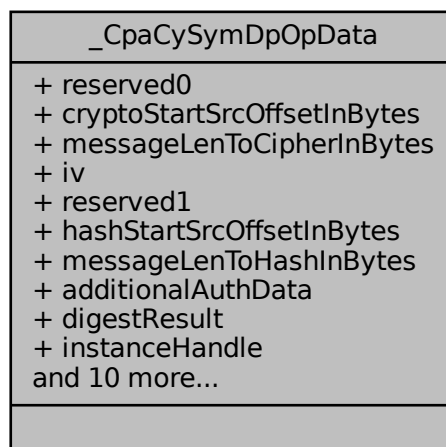 _CpaCySymDpOpData
+ reserved0
+ cryptoStartSrcOffsetInBytes
+ messageLenToCipherInBytes
+ iv
+ reserved1
+ hashStartSrcOffsetInBytes
+ messageLenToHashInBytes
+ additionalAuthData
+ digestResult
+ instanceHandle
and 10 more...